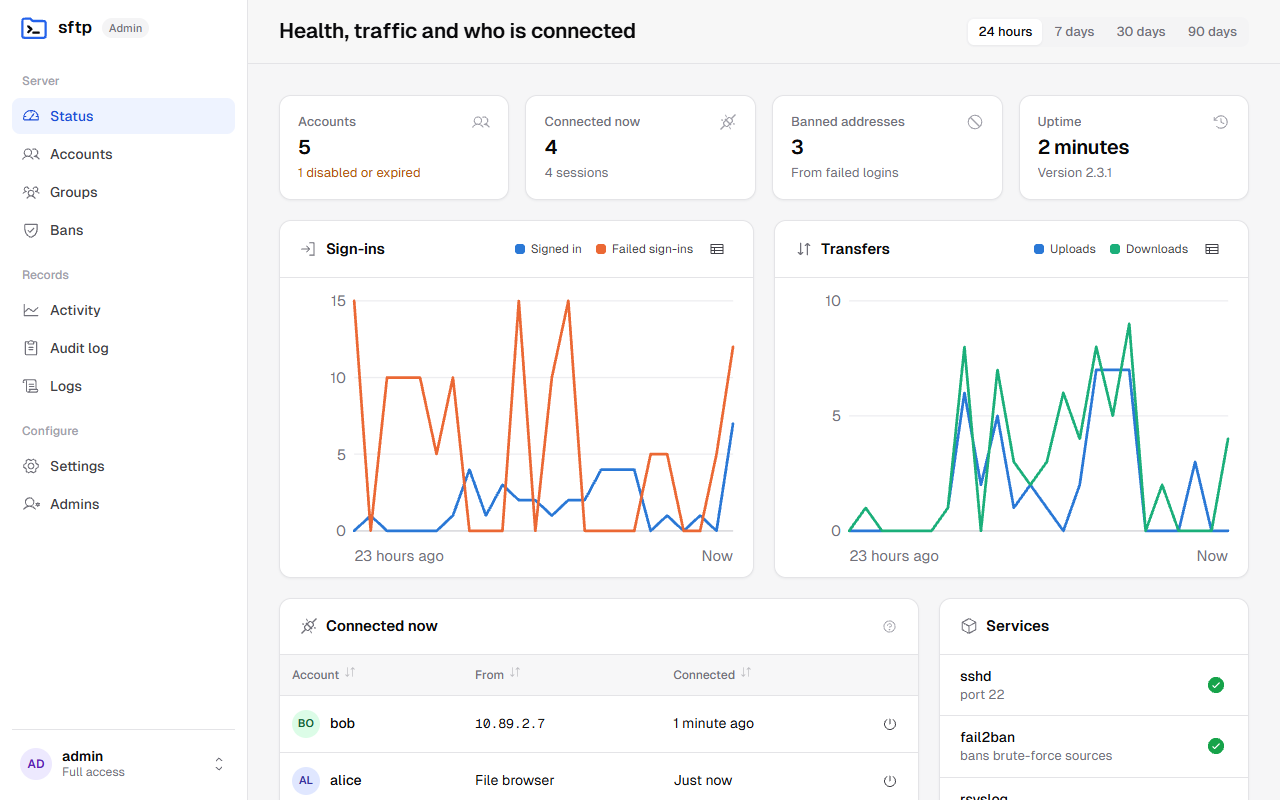 sftp Admin
Server
Status
Accounts
Groups
Bans
Records
Activity
Audit log
Logs
Configure
Settings
Admins
AD admin
Full access
Health, traffic and who is connected
24 hours 7 days 30 days 90 days
Accounts
5
1 disabled or expired
Connected now
4
4 sessions
Banned addresses
3
From failed logins
Uptime
2 minutes
Version 2.3.1
Sign-ins Signed in Failed sign-ins
15
10
5
0
23 hours ago Now
Transfers Uploads Downloads
10
5
0
23 hours ago Now
Connected now
Account From Connected
BO bob 10.89.2.7 1 minute ago
AL alice File browser Just now
Services
sshd
port 22
fail2ban
bans brute-force sources
rsyslog